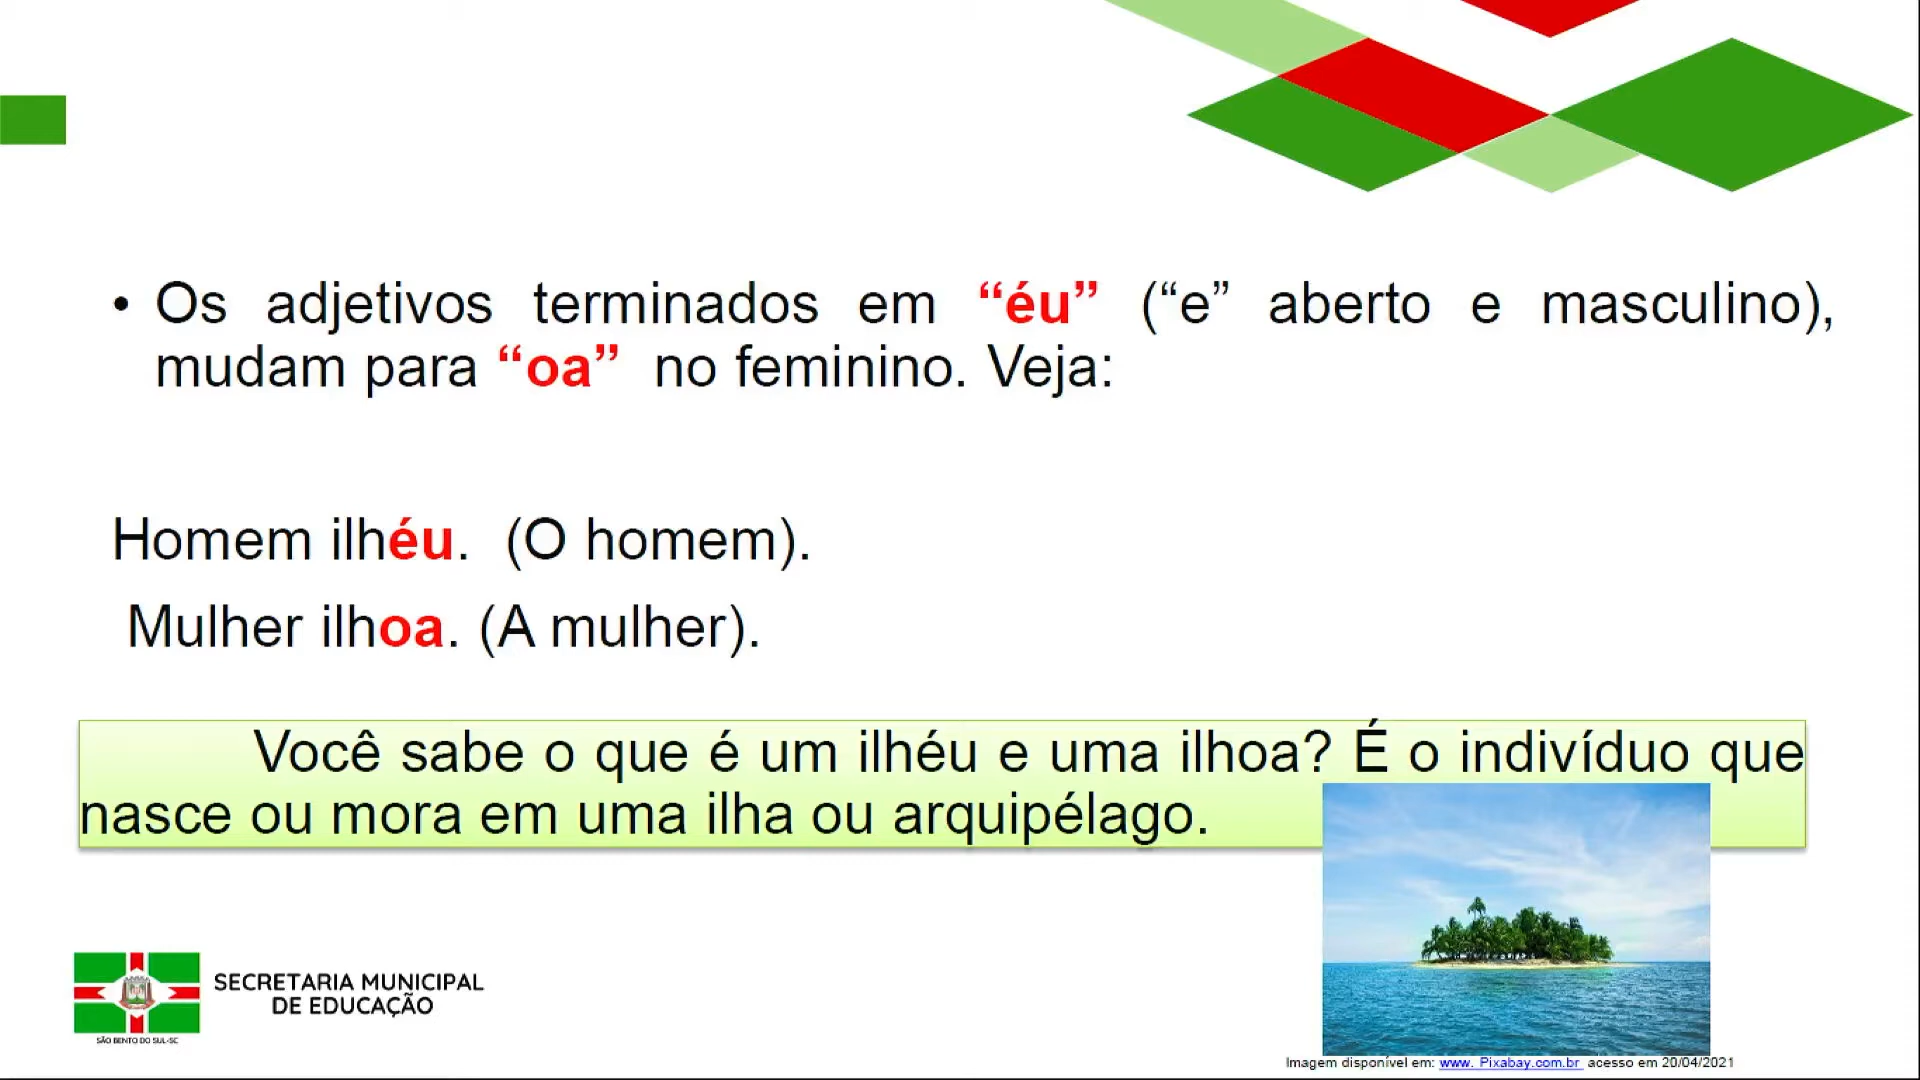 • Os adjetivos terminados em “éu” (“e” aberto e masculino),
mudam para “oa” no feminino. Veja:
Homem ilhéu. (O homem).
Mulher ilhoa. (A mulher).
Você sabe o que é um ilhéu e uma ilhoa? É o indivíduo que
nasce ou mora em uma ilha ou arquipélago.
SECRETARIA MUNICIPAL
DE EDUCAÇÃO
SÃO BENTO DO SUL-SC
Imagem disponível em: www. Pixabay.com.br acesso em 20/04/2021